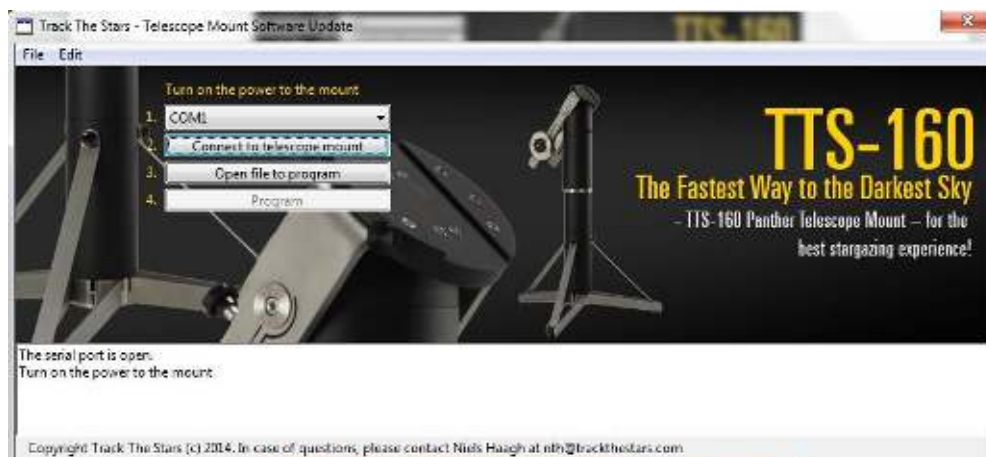 Track The Stars - Telescope Mount Software Update
TTS-160
File Edit
Turn on the power to the mount
1. COM1
2. Connect to telescope mount
3. Open file to program
4. Program
TTS-160
The Fastest Way to the Darkest Sky
- TTS-160 Panther Telescope Mount – for the
best stargazing experience!
The serial port is open.
Turn on the power to the mount
Copyright Track The Stars (c) 2014. In case of questions, please contact Niels Haagh at nth@trackthestars.com